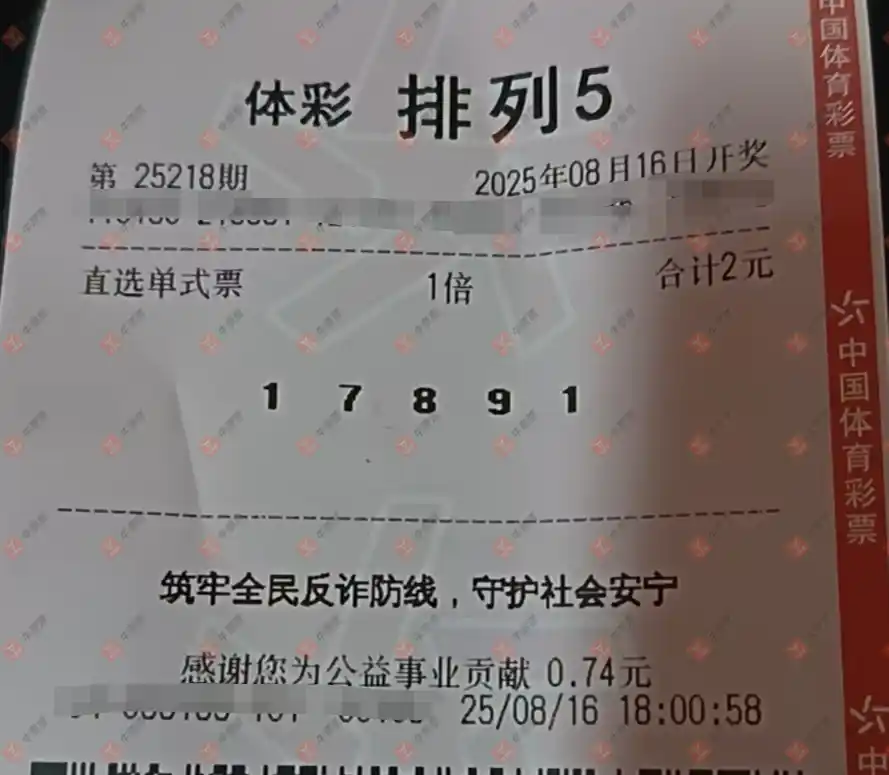 体彩 排列5
第 25218期 2025年08月16日开奖
直选单式票 1倍 合计2元
1 7 8 9 1
筑牢全民反诈防线，守护社会安宁
感谢您为公益事业贡献 0.74元
25/08/16 18:00:58
中国体育彩票
中国体育彩票
中